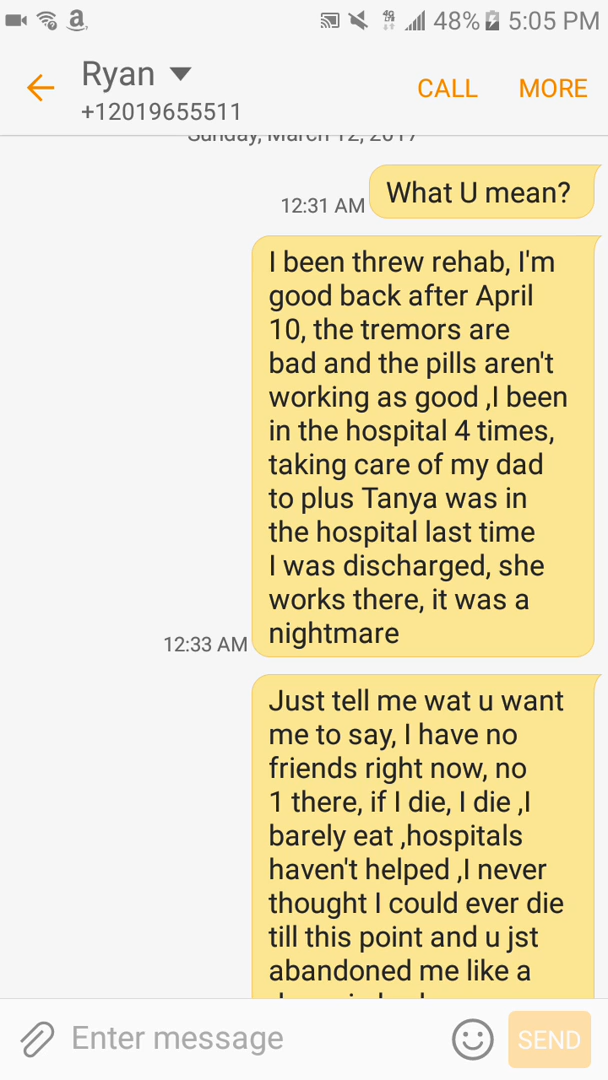 48% 5:05 PM
Ryan
CALL MORE
+12019655511
Sunday, March 12, 2017
What U mean?
12:31 AM
I been threw rehab, I'm
good back after April
10, the tremors are
bad and the pills aren't
working as good ,I been
in the hospital 4 times,
taking care of my dad
to plus Tanya was in
the hospital last time
I was discharged, she
works there, it was a
nightmare
12:33 AM
Just tell me wat u want
me to say, I have no
friends right now, no
1 there, if I die, I die ,I
barely eat ,hospitals
haven't helped ,I never
thought I could ever die
till this point and u jst
abandoned me like a
Enter message
SEND